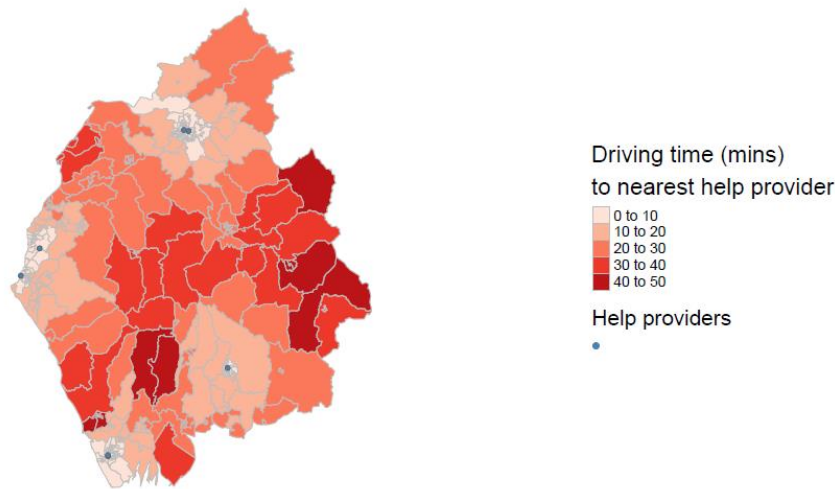 Driving time (mins)
to nearest help provider
0 to 10
10 to 20
20 to 30
30 to 40
40 to 50
Help providers